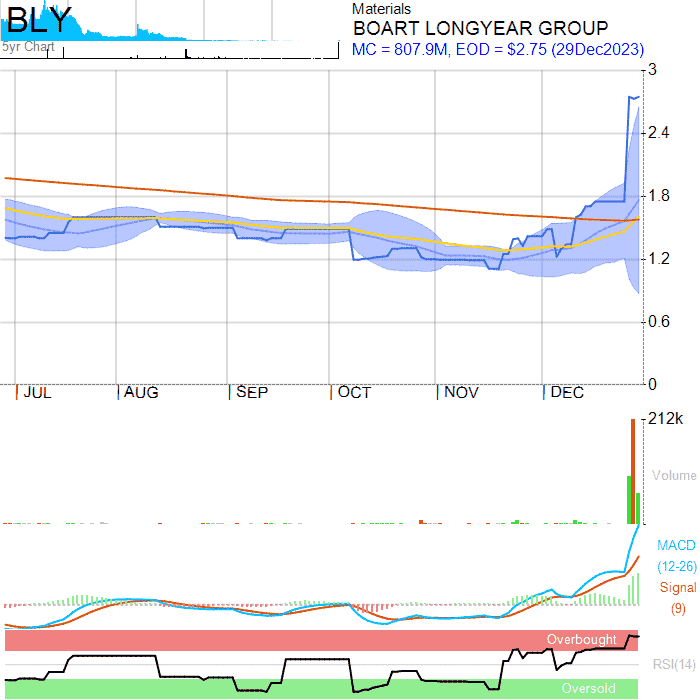 BLY
5yr Chart
Materials
BOART LONGYEAR GROUP
MC = 807.9M, EOD = $2.75 (29Dec2023)
3
2.4
1.8
1.2
0.6
0
JUL AUG SEP OCT NOV DEC
212k
Volume
MACD
(12-26)
Signal
(9)
Overbought
RSI(14)
Oversold